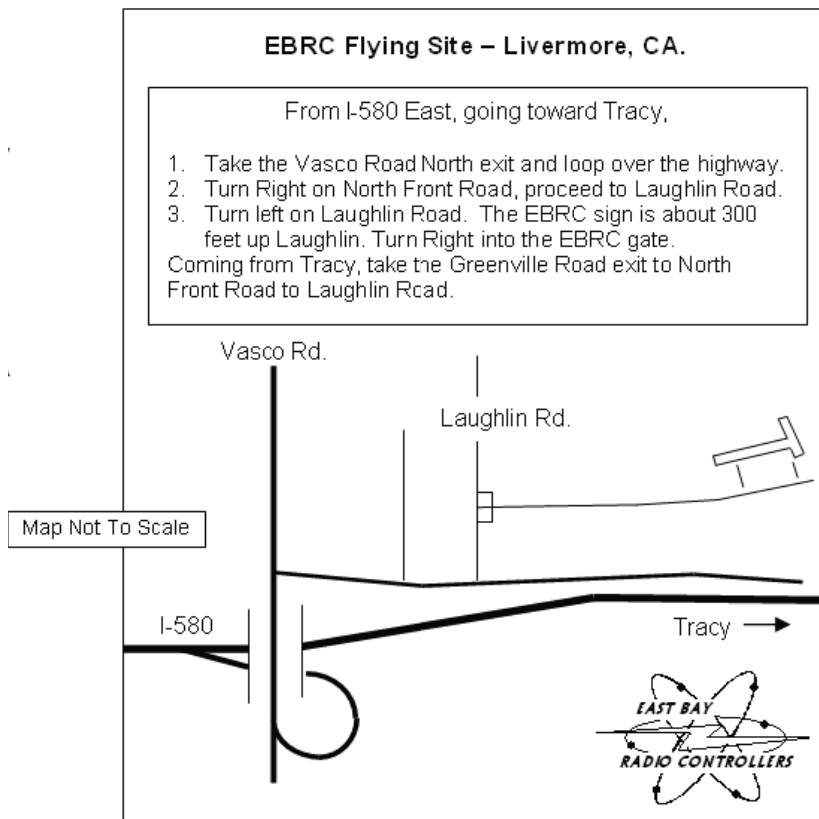 EBRC Flying Site – Livermore, CA.
From I-580 East, going toward Tracy,
1. Take the Vasco Road North exit and loop over the highway.
2. Turn Right on North Front Road, proceed to Laughlin Road.
3. Turn left on Laughlin Road. The EBRC sign is about 300
feet up Laughlin. Turn Right into the EBRC gate.
Coming from Tracy, take the Greenville Road exit to North
Front Road to Laughlin Road.
Vasco Rd.
Laughlin Rd.
Map Not To Scale
I-580
Tracy
EAST BAY
RADIO CONTROLLERS